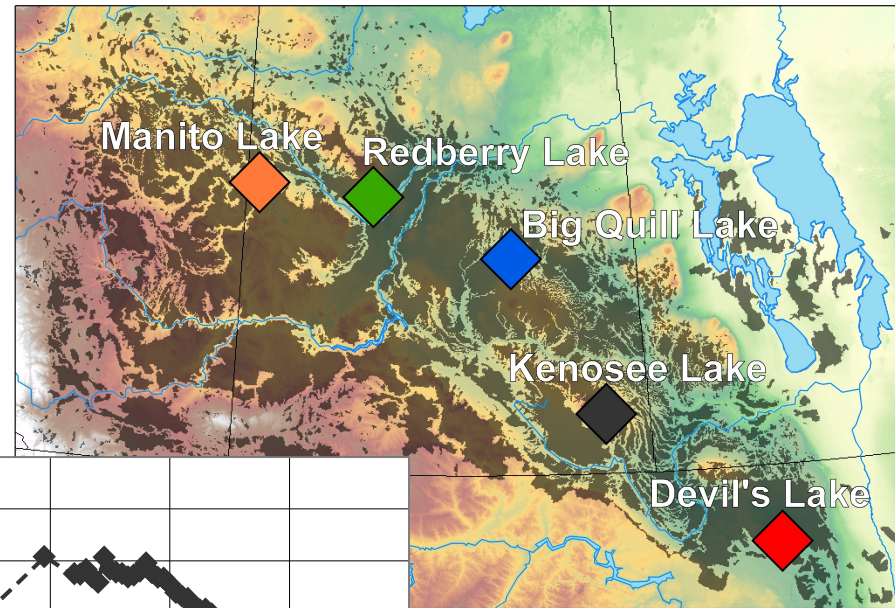 Manito Lake
Redberry Lake
Big Quill Lake
Kenosee Lake
Devil's Lake